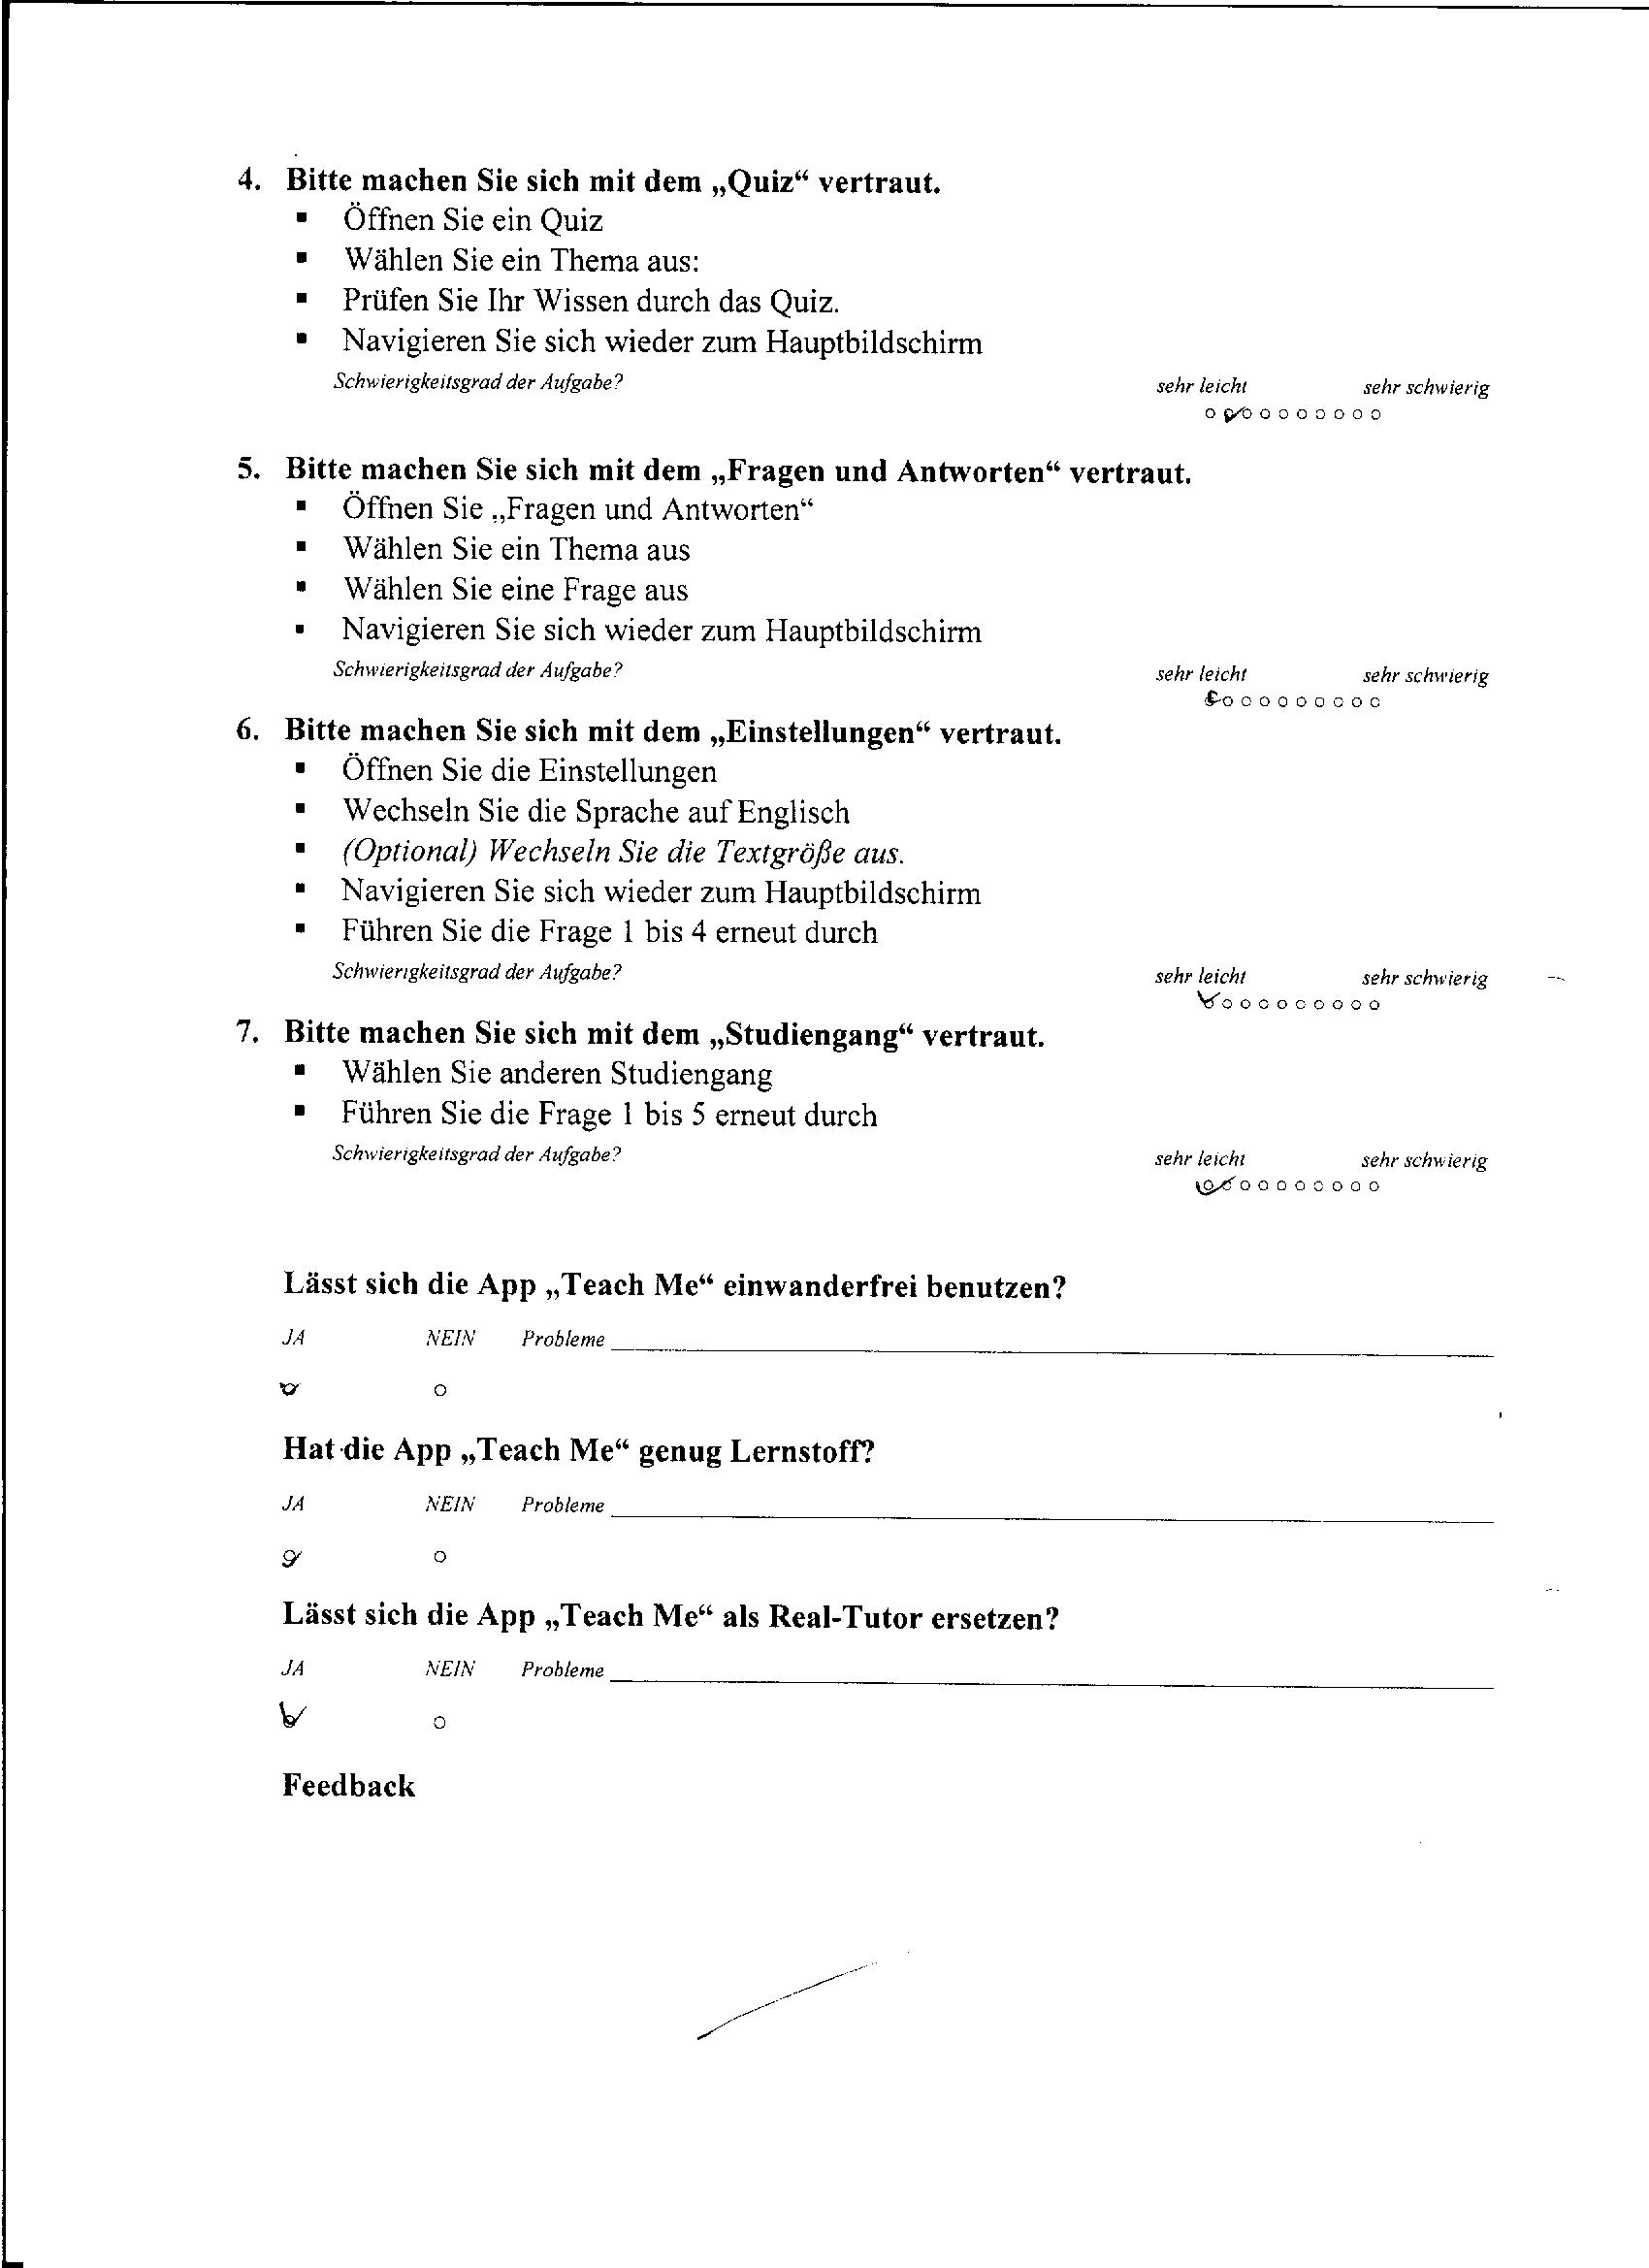 4. Bitte machen Sie sich mit dem „Quiz“ vertraut.
▪ Öffnen Sie ein Quiz
▪ Wählen Sie ein Thema aus:
▪ Prüfen Sie Ihr Wissen durch das Quiz.
▪ Navigieren Sie sich wieder zum Hauptbildschirm
Schwierigkeitsgrad der Aufgabe? sehr leicht sehr schwierig
5. Bitte machen Sie sich mit dem „Fragen und Antworten“ vertraut.
▪ Öffnen Sie „Fragen und Antworten“
▪ Wählen Sie ein Thema aus
▪ Wählen Sie eine Frage aus
▪ Navigieren Sie sich wieder zum Hauptbildschirm
Schwierigkeitsgrad der Aufgabe? sehr leicht sehr schwierig
6. Bitte machen Sie sich mit dem „Einstellungen“ vertraut.
▪ Öffnen Sie die Einstellungen
▪ Wechseln Sie die Sprache auf Englisch
▪ (Optional) Wechseln Sie die Textgröße aus.
▪ Navigieren Sie sich wieder zum Hauptbildschirm
▪ Führen Sie die Frage 1 bis 4 erneut durch
Schwierigkeitsgrad der Aufgabe? sehr leicht sehr schwierig
7. Bitte machen Sie sich mit dem „Studiengang“ vertraut.
▪ Wählen Sie anderen Studiengang
▪ Führen Sie die Frage 1 bis 5 erneut durch
Schwierigkeitsgrad der Aufgabe? sehr leicht sehr schwierig
Lässt sich die App „Teach Me“ einwanderfrei benutzen?
JA NEIN Probleme
Hat die App „Teach Me“ genug Lernstoff?
JA NEIN Probleme
Lässt sich die App „Teach Me“ als Real-Tutor ersetzen?
JA NEIN Probleme
Feedback